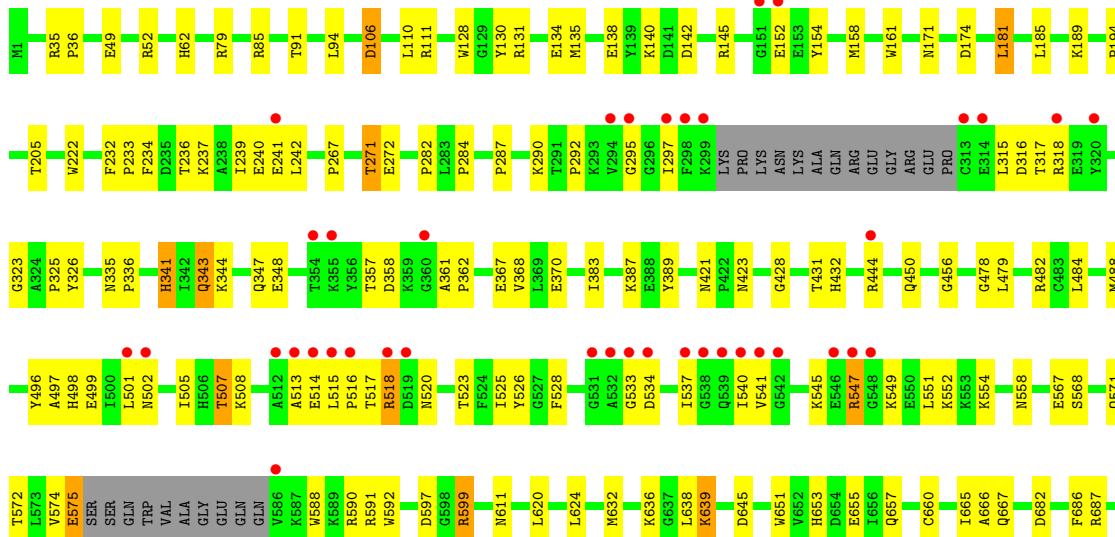 M1 R35 P36 E49 R52 H62 R79 R85 T91 L94 D106 L110 R111 W128 G129 Y130 R131 E134 M135 E138 Y139 K140 D141 D142 R145 G151 E152 E153 Y154 M158 W161 N171 D174 L181 L185 K189
T205 W222 F232 P233 F234 D235 T236 K237 A238 I239 E240 E241 L242 P267 T271 E272 P282 L283 P284 P287 K290 T291 P292 K293 V294 G295 G296 I297 F298 K299 LYS PRO LYS ASN LYS ALA GLN ARG GLU GLY ARG GLU PRO C313 E314 L315 D316 T317 R318 E319 Y320
G323 A324 P325 Y326 N335 P336 H341 I342 Q343 K344 Q347 E348 T354 K355 Y356 T357 D358 K359 G360 A361 P362 E367 V368 L369 E370 I383 K387 E388 Y389 N421 P422 N423 G428 T431 H432 R444 Q450 G456 G478 L479 R482 C483 L484 M488
Y496 A497 H498 E499 I500 L501 N502 I505 H506 T507 K508 A512 A513 E514 L515 P516 T517 R518 D519 N520 T523 F524 I525 Y526 G527 F528 G531 A532 G533 D534 I537 G538 Q539 I540 V541 G542 K545 E546 R547 G548 K549 E550 L551 K552 K553 K554 N558 E567 S568 Q571
T572 L573 V574 E575 SER SER GLN TRP VAL ALA GLY GLU GLN GLN V586 K587 W588 K589 R590 R591 W592 D597 G598 R599 N611 L620 L624 M632 K636 G637 L638 K639 D645 W651 V652 H653 D654 E655 I656 Q657 C660 I665 A666 Q667 D682 F686 R687